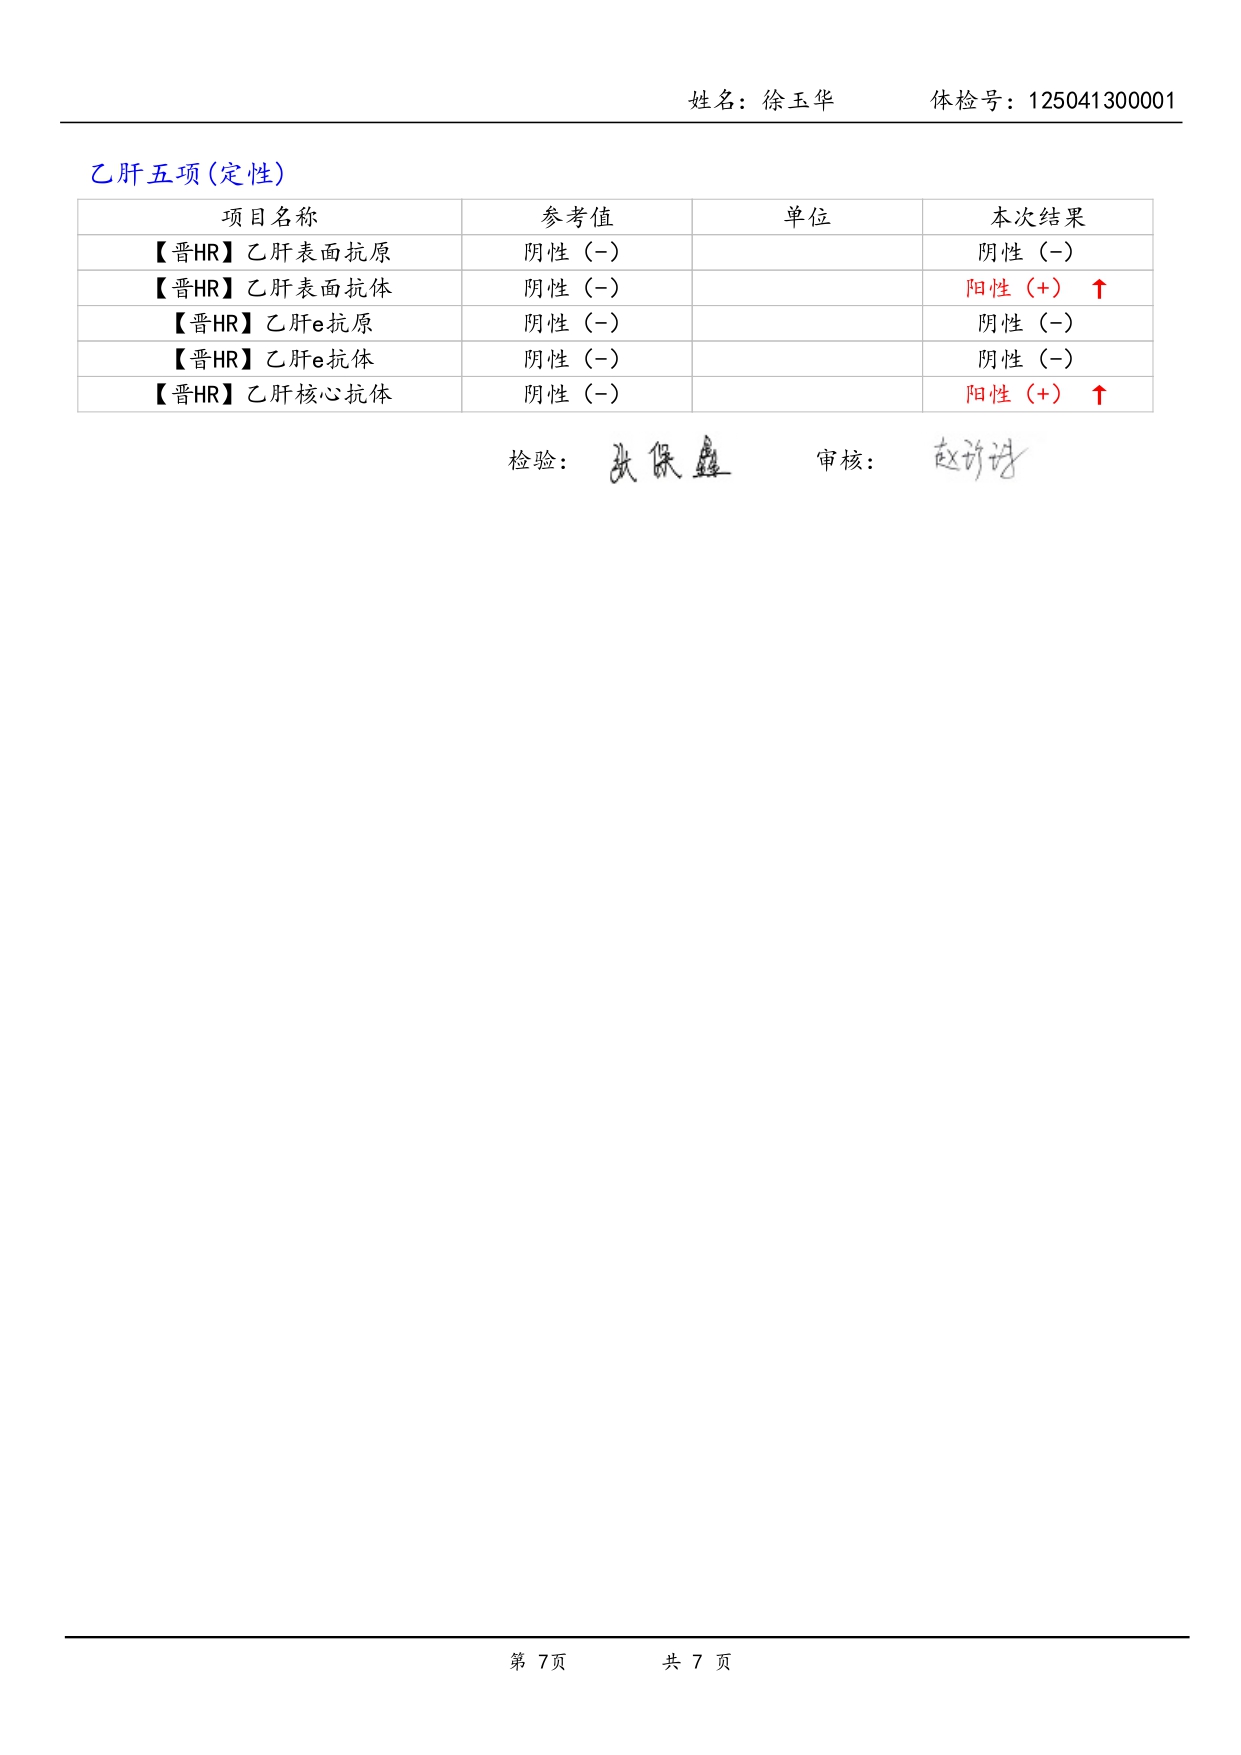 姓名：徐玉华 体检号：125041300001
乙肝五项(定性)
项目名称 参考值 单位 本次结果
【晋HR】乙肝表面抗原 阴性（-） 阴性（-）
【晋HR】乙肝表面抗体 阴性（-） 阳性（+） ↑
【晋HR】乙肝e抗原 阴性（-） 阴性（-）
【晋HR】乙肝e抗体 阴性（-） 阴性（-）
【晋HR】乙肝核心抗体 阴性（-） 阳性（+） ↑
检验： 张保鑫 审核：
第 7页 共 7 页